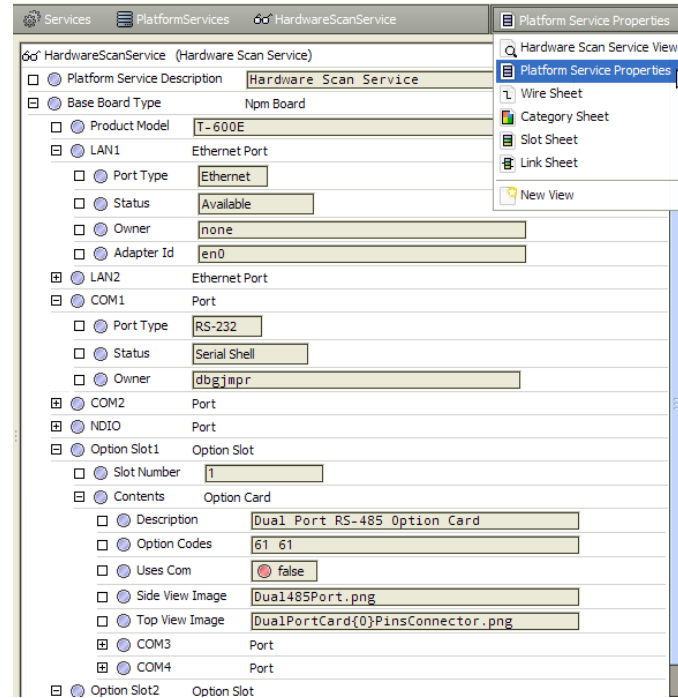 Services PlatformServices HardwareScanService Platform Service Properties
HardwareScanService (Hardware Scan Service)
Hardware Scan Service View
Platform Service Description Hardware Scan Service
Platform Service Properties
Base Board Type Npm Board
Wire Sheet
Product Model T-600E
Category Sheet
LAN1 Ethernet Port
Slot Sheet
Port Type Ethernet
Link Sheet
Status Available
New View
Owner none
Adapter Id en0
LAN2 Ethernet Port
COM1 Port
Port Type RS-232
Status Serial Shell
Owner dbgjmpr
COM2 Port
NDIO Port
Option Slot1 Option Slot
Slot Number 1
Contents Option Card
Description Dual Port RS-485 Option Card
Option Codes 61 61
Uses Com false
Side View Image Dual485Port.png
Top View Image DualPortCard{0}PinsConnector.png
COM3 Port
COM4 Port
Option Slot2 Option Slot